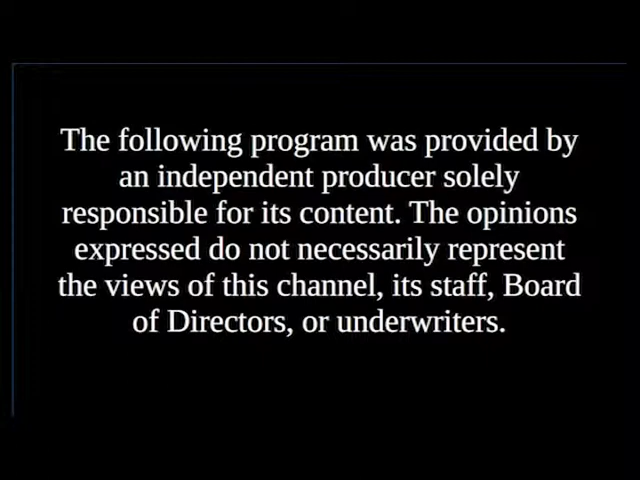 The following program was provided by
an independent producer solely
responsible for its content. The opinions
expressed do not necessarily represent
the views of this channel, its staff, Board
of Directors, or underwriters.